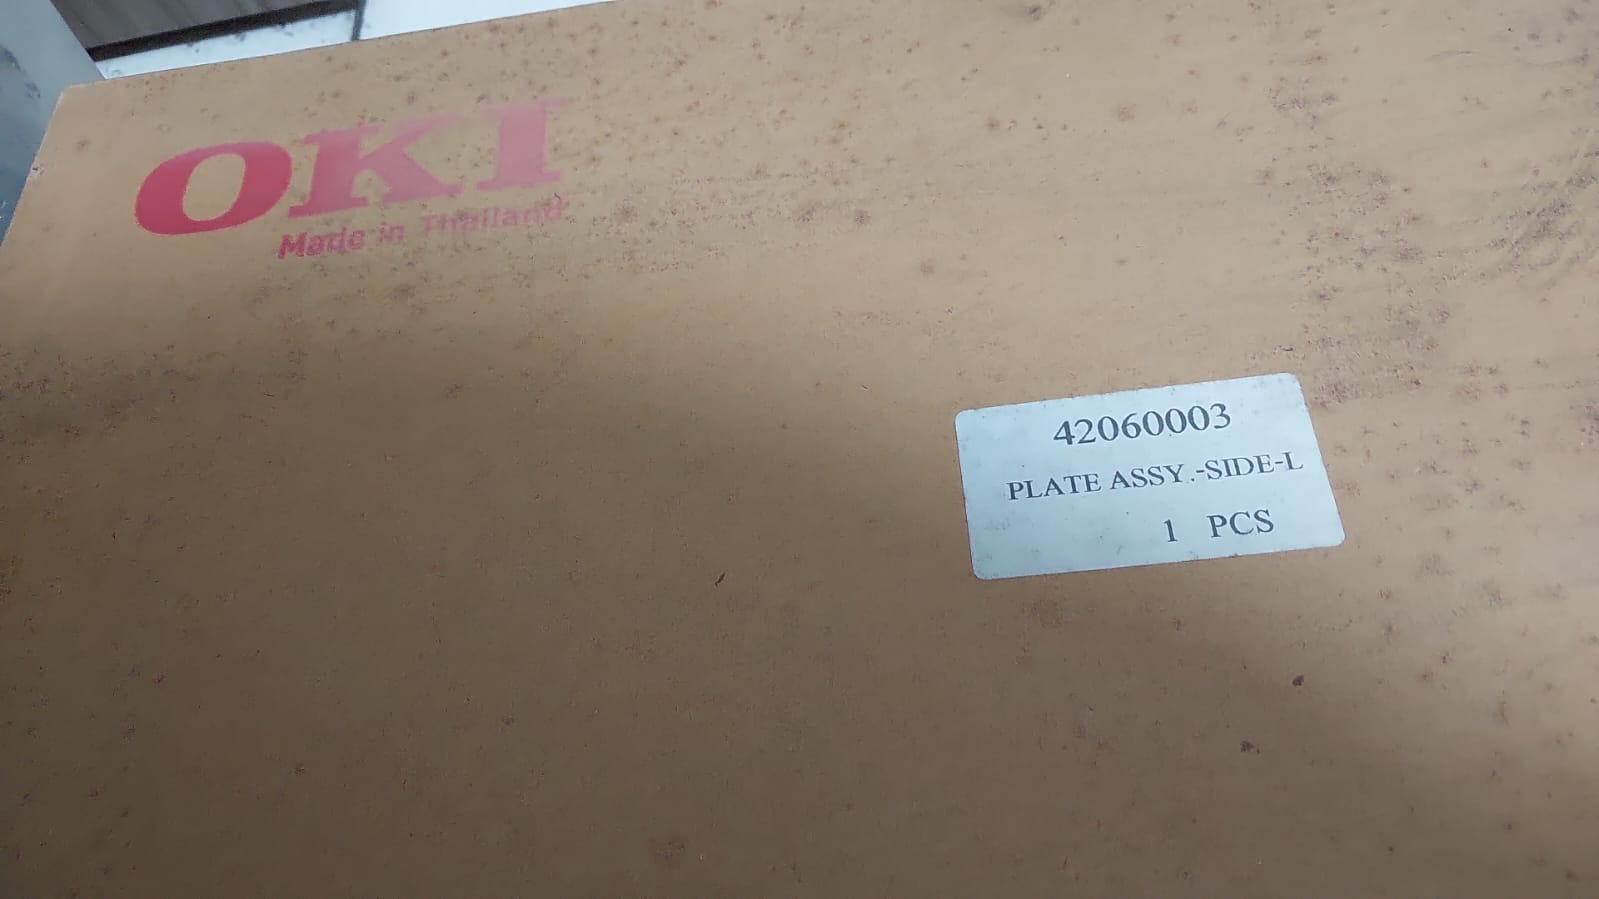 OKI
Made in Thailand
42060003
PLATE ASSY.-SIDE-L
1 PCS